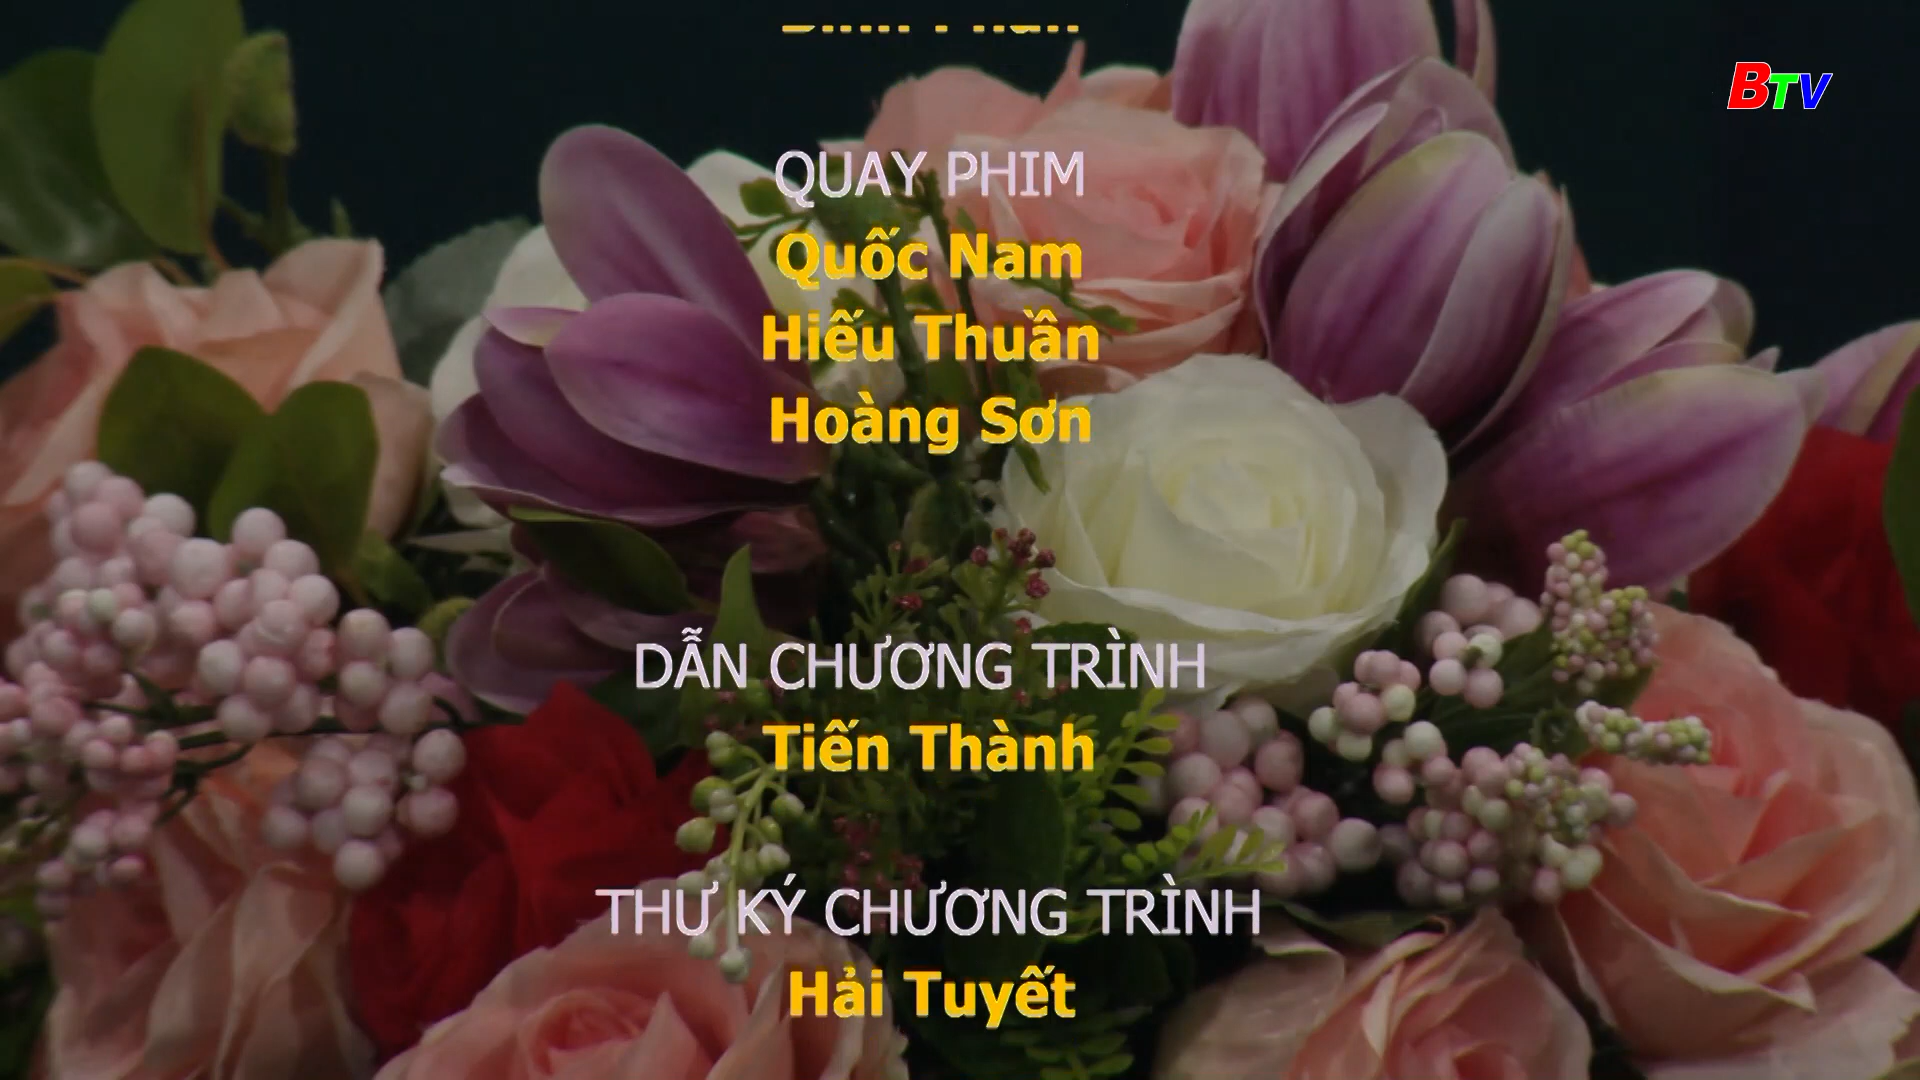 BTV
QUAY PHIM
Quốc Nam
Hiếu Thuần
Hoàng Sơn
DẪN CHƯƠNG TRÌNH
Tiến Thành
THƯ KÝ CHƯƠNG TRÌNH
Hải Tuyết